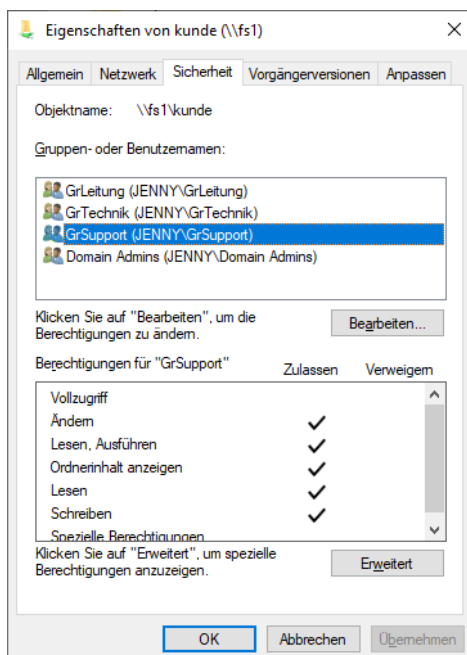 Eigenschaften von kunde (\\fs1)
Allgemein Netzwerk Sicherheit Vorgängerversionen Anpassen
Objektname: \\fs1\kunde
Gruppen- oder Benutzernamen:
GrLeitung (JENNY\GrLeitung)
GrTechnik (JENNY\GrTechnik)
GrSupport (JENNY\GrSupport)
Domain Admins (JENNY\Domain Admins)
Klicken Sie auf "Bearbeiten", um die
Berechtigungen zu ändern.
Bearbeiten...
Berechtigungen für "GrSupport" Zulassen Verweigern
Vollzugriff
Ändern
Lesen, Ausführen
Ordnerinhalt anzeigen
Lesen
Schreiben
Spezielle Berechtigungen
Klicken Sie auf "Erweitert", um spezielle
Berechtigungen anzuzeigen.
Erweitert
OK Abbrechen Übernehmen